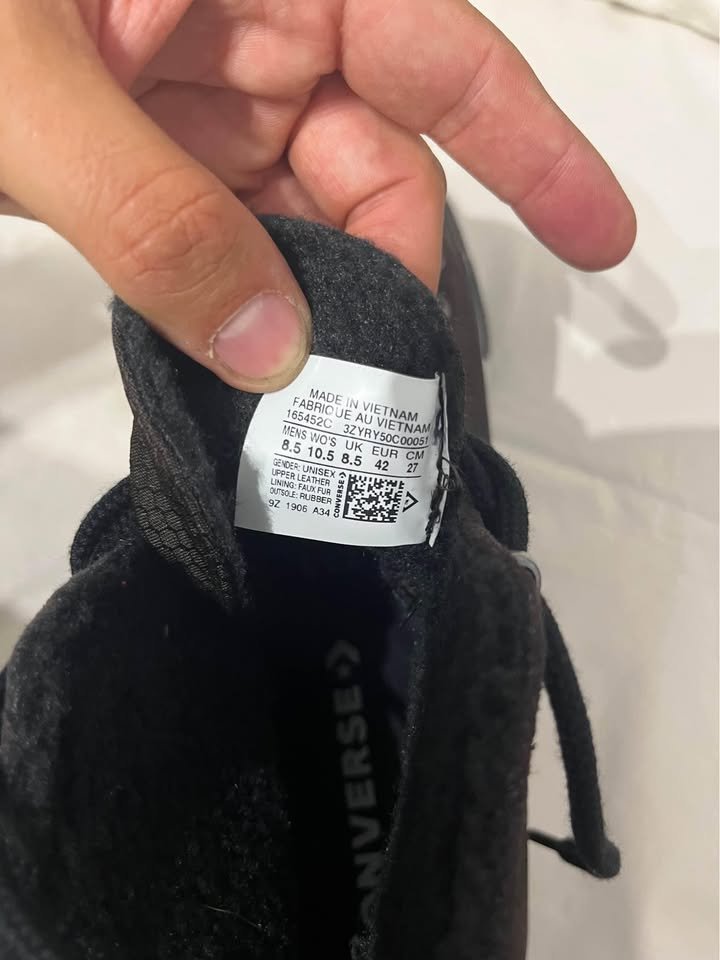 MADE IN VIETNAM
FABRIQUE AU VIETNAM
165452C 3ZYRY50C00051
MENS WO'S UK EUR CM
8.5 10.5 8.5 42 27
GENDER: UNISEX
UPPER LEATHER
LINING: FAUX FUR
OUTSOLE: RUBBER
9Z 1906 A34
CONVERSE
CONVERSE